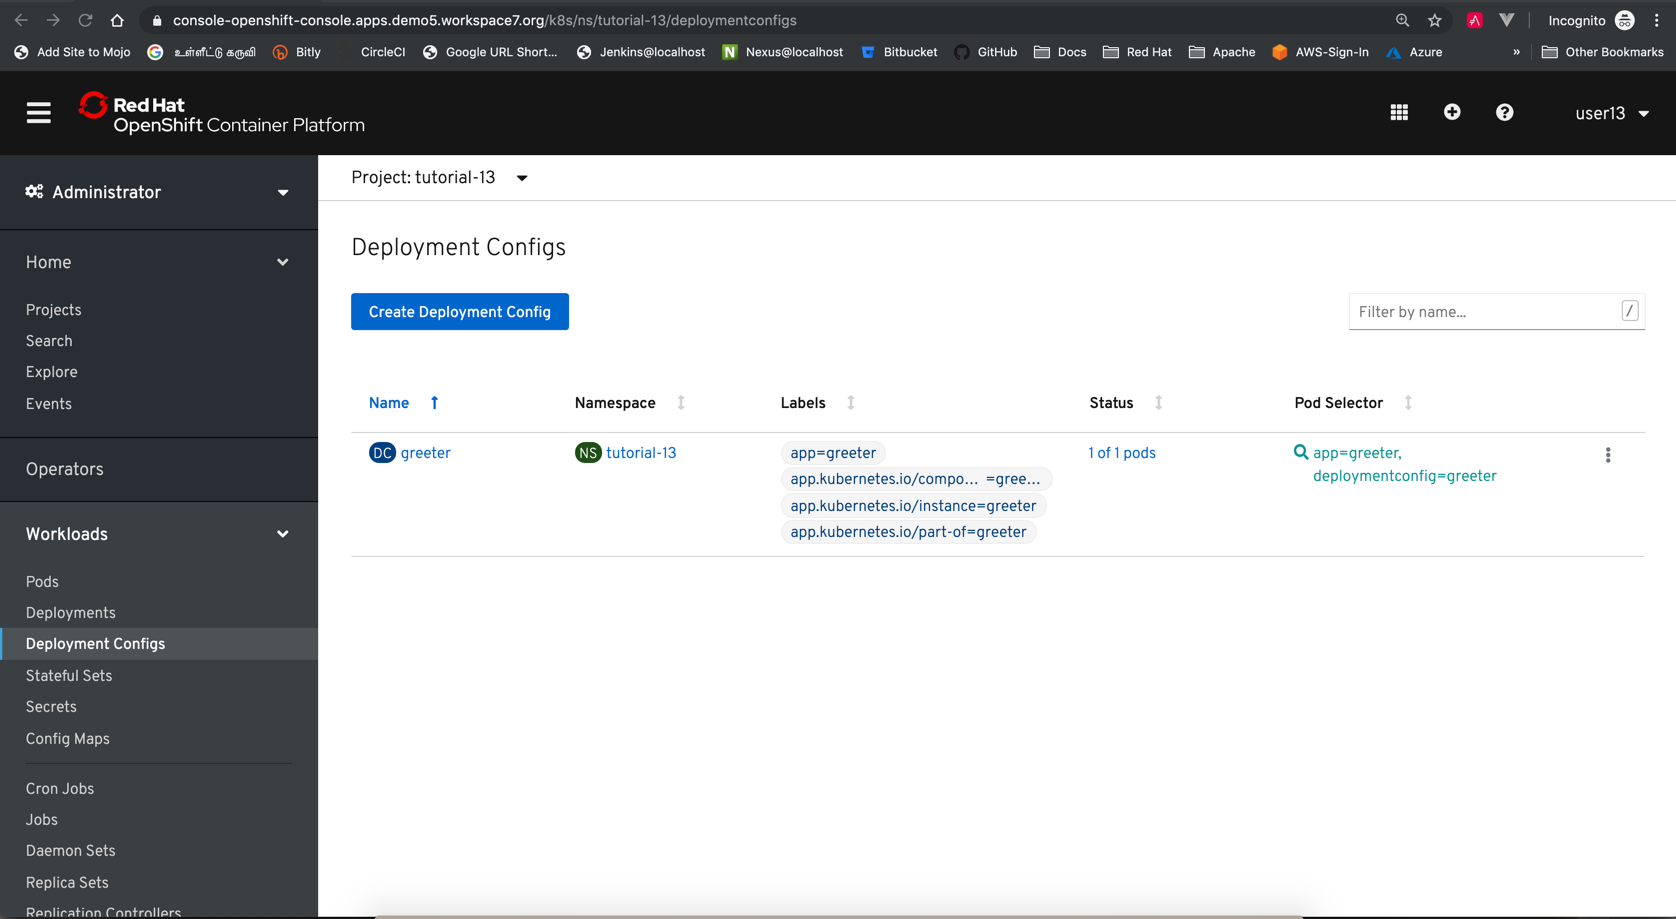 console-openshift-console.apps.demo5.workspace7.org/k8s/ns/tutorial-13/deploymentconfigs
Incognito
Add Site to Mojo
உள்ளீட்டு கருவி
Bitly
CircleCI
Google URL Short...
Jenkins@localhost
N Nexus@localhost
Bitbucket
GitHub
Docs
Red Hat
Apache
AWS-Sign-In
Azure
»
Other Bookmarks
Red Hat
OpenShift Container Platform
user13
Administrator
Project: tutorial-13
Home
Projects
Search
Explore
Events
Operators
Workloads
Pods
Deployments
Deployment Configs
Stateful Sets
Secrets
Config Maps
Cron Jobs
Jobs
Daemon Sets
Replica Sets
Replication Controllers
Deployment Configs
Create Deployment Config
Filter by name... /
Name
Namespace
Labels
Status
Pod Selector
DC greeter
NS tutorial-13
app=greeter
app.kubernetes.io/compo... =gree...
app.kubernetes.io/instance=greeter
app.kubernetes.io/part-of=greeter
1 of 1 pods
app=greeter,
deploymentconfig=greeter